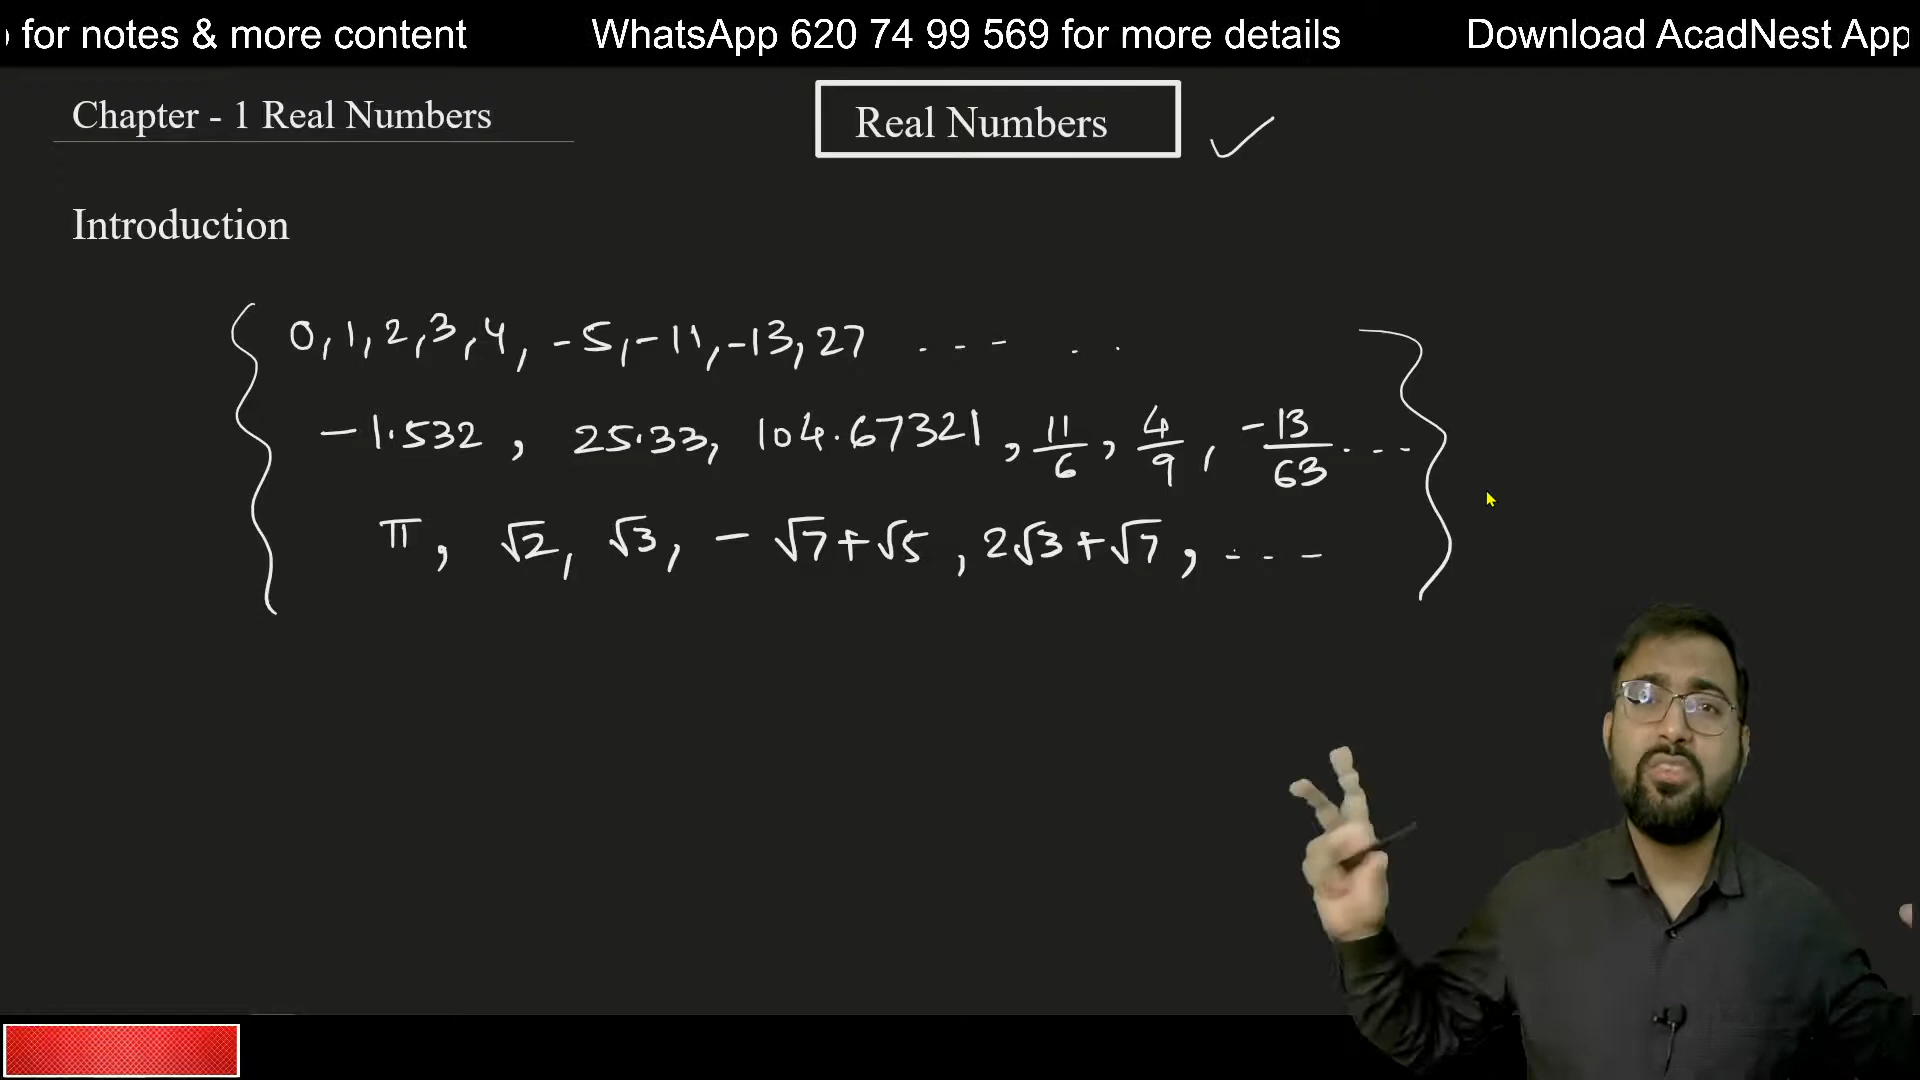 for notes & more content WhatsApp 620 74 99 569 for more details Download AcadNest App
Chapter - 1 Real Numbers
Real Numbers
Introduction
0, 1, 2, 3, 4, -5, -11, -13, 27 --- . .
-1.532, 25.33, 104.67321, 11/6, 4/9, -13/63 ...
π, √2, √3, - √7+√5, 2√3+√7, ---